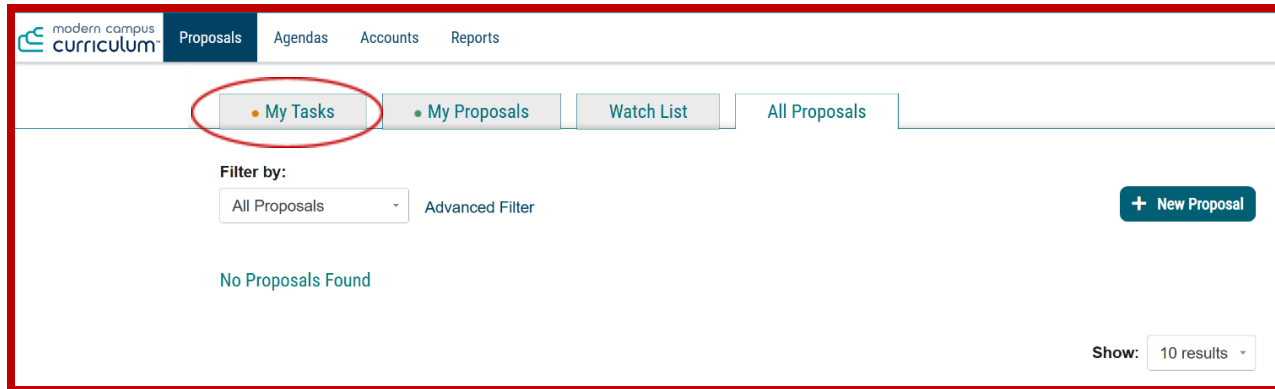 modern campus
curriculum™
Proposals Agendas Accounts Reports
• My Tasks • My Proposals Watch List All Proposals
Filter by:
All Proposals Advanced Filter
+ New Proposal
No Proposals Found
Show: 10 results